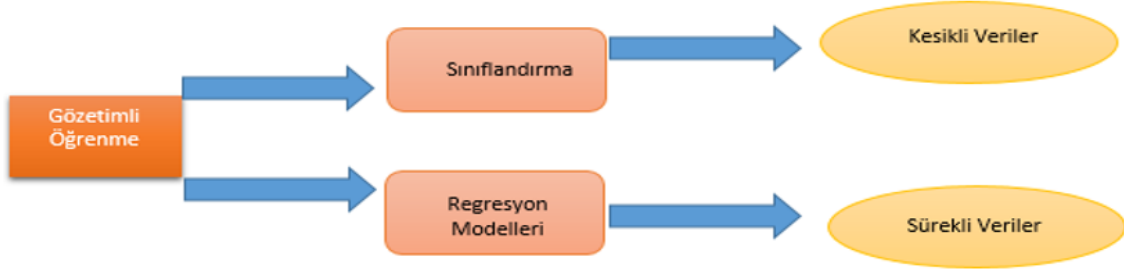 Gözetimli
Öğrenme
Sınıflandırma
Kesikli Veriler
Regresyon
Modelleri
Sürekli Veriler